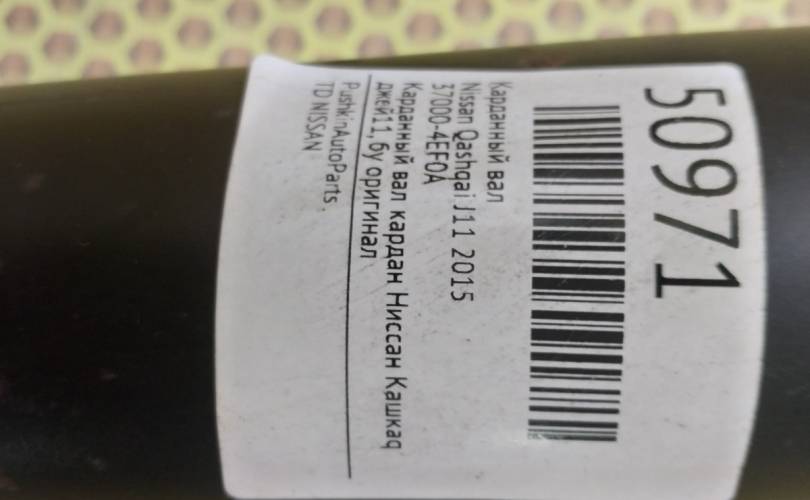 50971
Карданный вал
Nissan Qashqai J11 2015
37000-4EF0A
Карданный вал кардан Ниссан Кашкаq
джей11, бу оригинал
PushkinAutoParts.
TD NISSAN